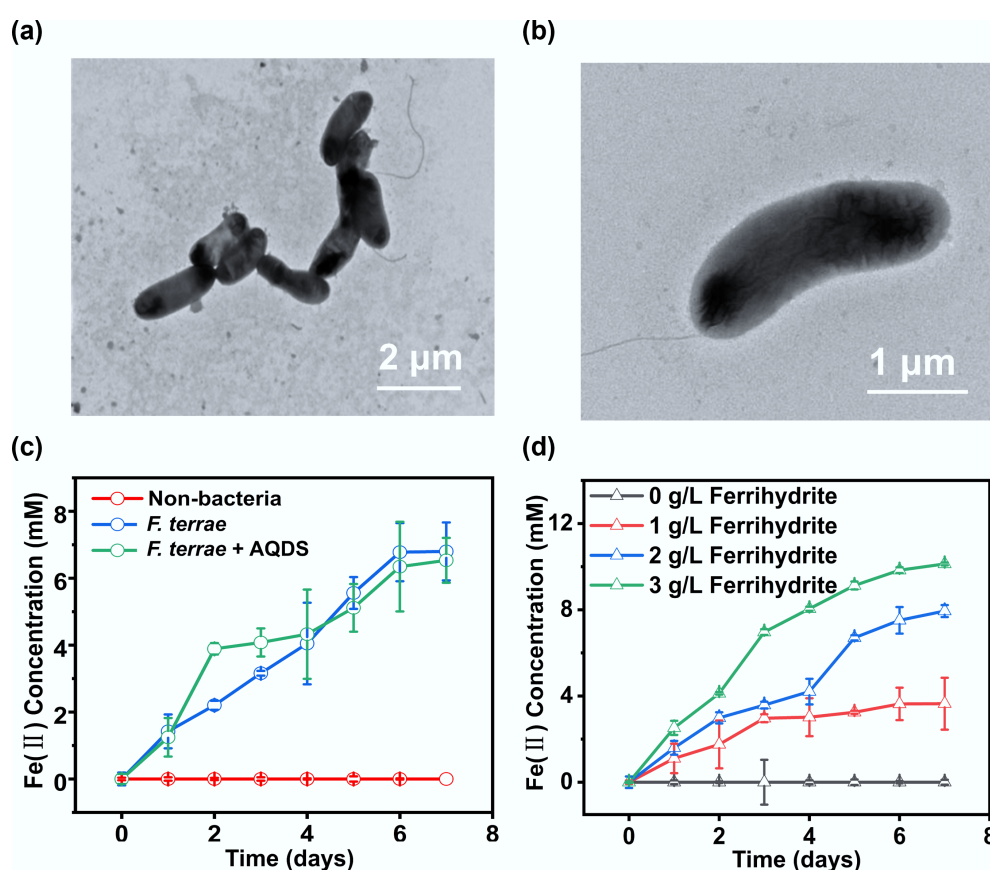 (a)
(b)
2 μm
1 μm
(c)
(d)
Fe(Ⅱ) Concentration (mM)
8
6
4
2
0
Non-bacteria
F. terrae
F. terrae + AQDS
0
2
4
6
8
Time (days)
Fe(Ⅱ) Concentration (mM)
12
8
4
0
0 g/L Ferrihydrite
1 g/L Ferrihydrite
2 g/L Ferrihydrite
3 g/L Ferrihydrite
0
2
4
6
8
Time (days)